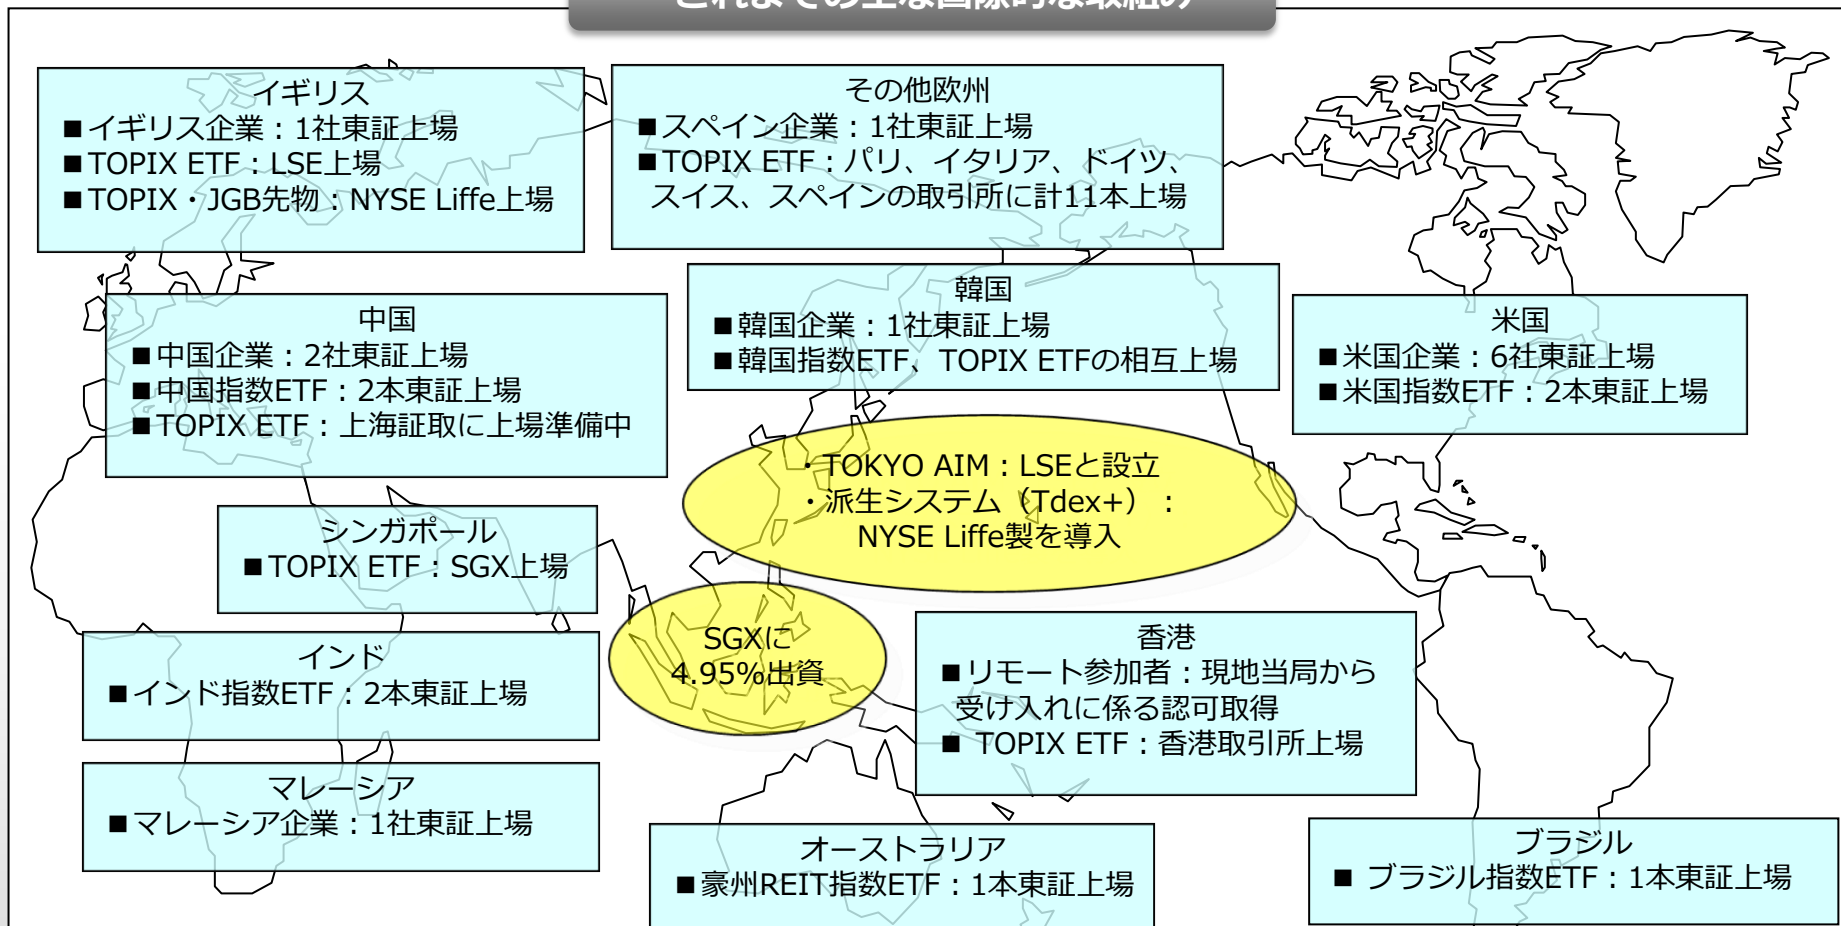 これまでの主な国際的な取組み
イギリス
■イギリス企業：1社東証上場
■TOPIX ETF：LSE上場
■TOPIX・JGB先物：NYSE Liffe上場
その他欧州
■スペイン企業：1社東証上場
■TOPIX ETF：パリ、イタリア、ドイツ、
スイス、スペインの取引所に計11本上場
中国
■中国企業：2社東証上場
■中国指数ETF：2本東証上場
■TOPIX ETF：上海証取に上場準備中
韓国
■韓国企業：1社東証上場
■韓国指数ETF、TOPIX ETFの相互上場
米国
■米国企業：6社東証上場
■米国指数ETF：2本東証上場
・TOKYO AIM：LSEと設立
・派生システム（Tdex+）：
NYSE Liffe製を導入
シンガポール
■TOPIX ETF：SGX上場
SGXに
4.95%出資
インド
■インド指数ETF：2本東証上場
香港
■リモート参加者：現地当局から
受け入れに係る認可取得
■ TOPIX ETF：香港取引所上場
マレーシア
■マレーシア企業：1社東証上場
オーストラリア
■豪州REIT指数ETF：1本東証上場
ブラジル
■ ブラジル指数ETF：1本東証上場